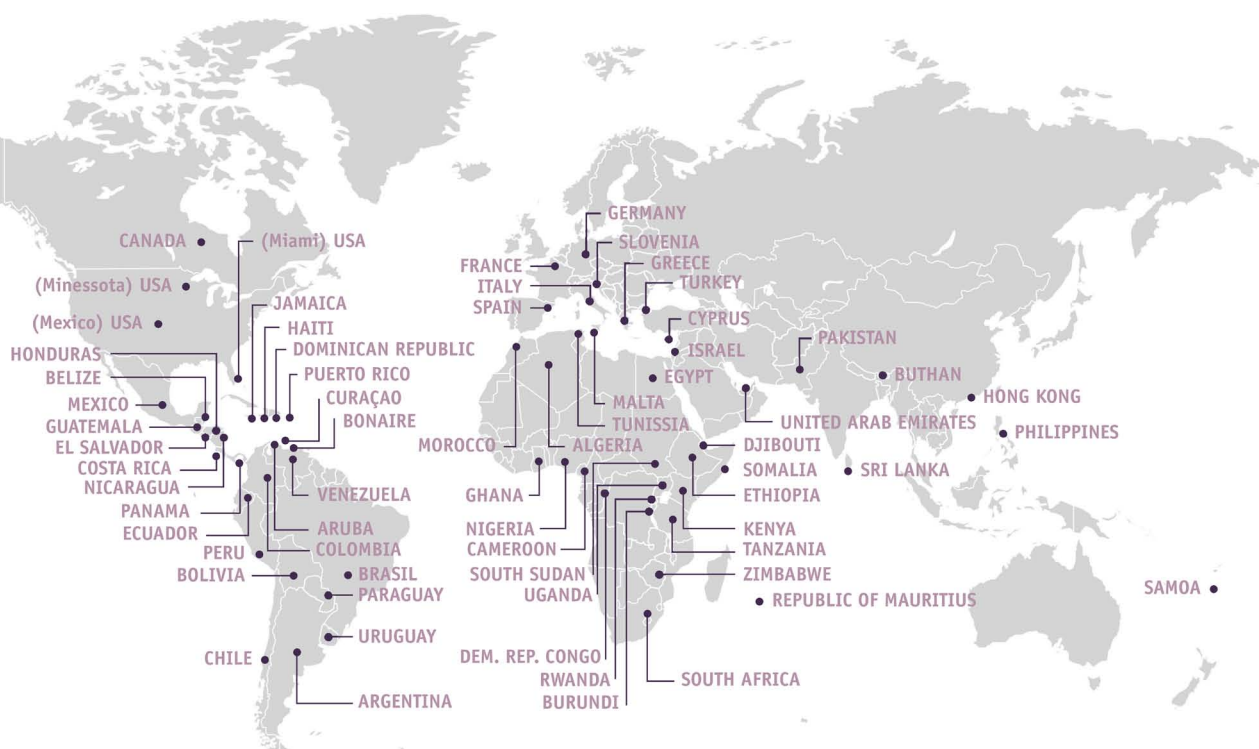 GERMANY
CANADA
(Miami) USA
SLOVENIA
FRANCE
GREECE
(Minessota) USA
ITALY
TURKEY
JAMAICA
SPAIN
(Mexico) USA
HAITI
CYPRUS
PAKISTAN
HONDURAS
DOMINICAN REPUBLIC
ISRAEL
BELIZE
PUERTO RICO
EGYPT
BUTHAN
CURAÇAO
HONG KONG
MEXICO
MALTA
GUATEMALA
BONAIRE
TUNISSIA
UNITED ARAB EMIRATES
PHILIPPINES
EL SALVADOR
MOROCCO
ALGERIA
DJIBOUTI
COSTA RICA
SOMALIA
SRI LANKA
NICARAGUA
VENEZUELA
GHANA
ETHIOPIA
PANAMA
ECUADOR
ARUBA
NIGERIA
KENYA
PERU
COLOMBIA
CAMEROON
TANZANIA
BOLIVIA
BRASIL
SOUTH SUDAN
ZIMBABWE
PARAGUAY
UGANDA
REPUBLIC OF MAURITIUS
SAMOA
URUGUAY
CHILE
DEM. REP. CONGO
RWANDA
SOUTH AFRICA
ARGENTINA
BURUNDI